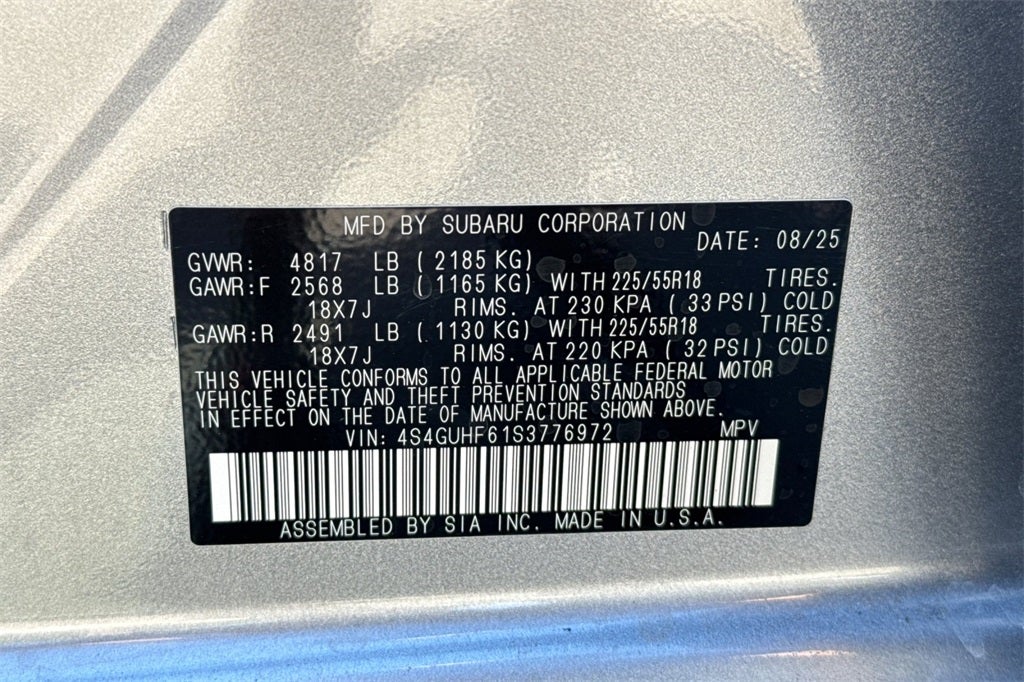 MFD BY SUBARU CORPORATION DATE: 08/25
GVWR: 4817 LB ( 2185 KG)
GAWR:F 2568 LB ( 1165 KG) WITH 225/55R18 TIRES.
18X7J RIMS. AT 230 KPA ( 33 PSI) COLD
GAWR:R 2491 LB ( 1130 KG) WITH 225/55R18 TIRES.
18X7J RIMS. AT 220 KPA ( 32 PSI) COLD
THIS VEHICLE CONFORMS TO ALL APPLICABLE FEDERAL MOTOR
VEHICLE SAFETY AND THEFT PREVENTION STANDARDS
IN EFFECT ON THE DATE OF MANUFACTURE SHOWN ABOVE.
VIN: 4S4GUHF61S3776972 MPV
ASSEMBLED BY SIA INC. MADE IN U.S.A.